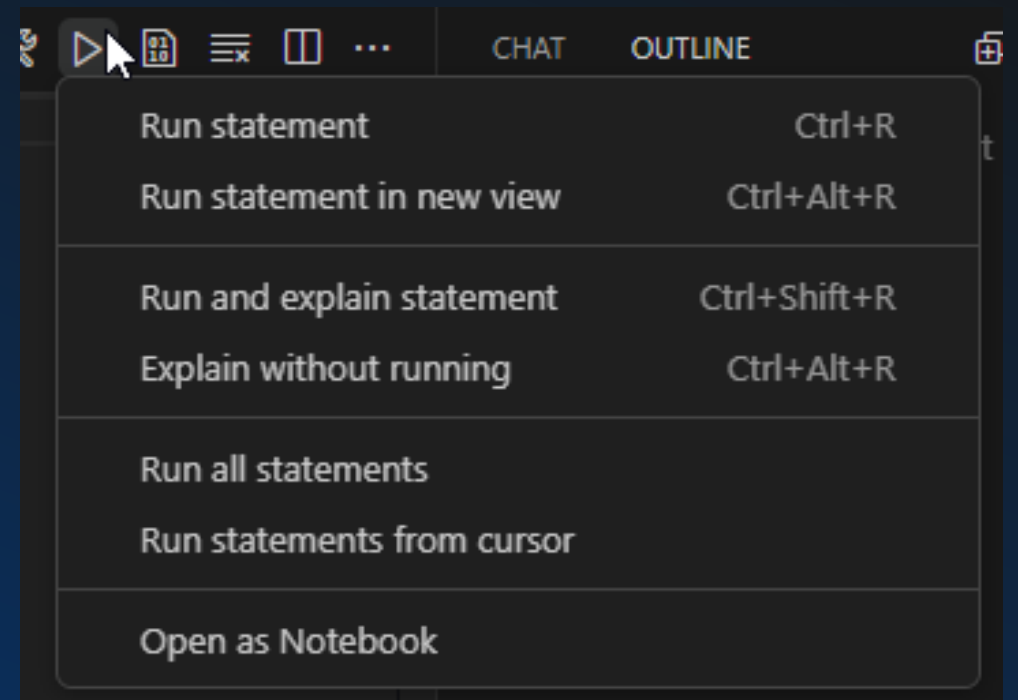 CHAT OUTLINE
Run statement Ctrl+R
t
Run statement in new view Ctrl+Alt+R
Run and explain statement Ctrl+Shift+R
Explain without running Ctrl+Alt+R
Run all statements
Run statements from cursor
Open as Notebook